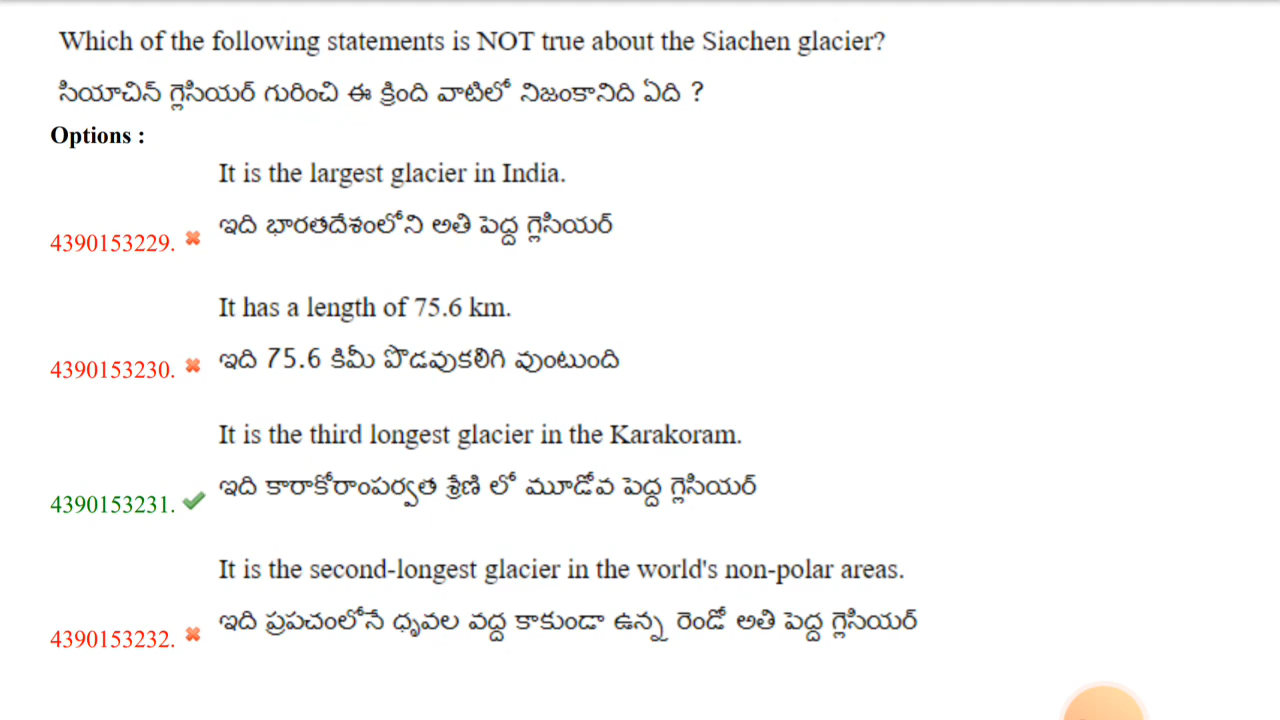 Which of the following statements is NOT true about the Siachen glacier?
సియాచిన్ గ్లెసియర్ గురించి ఈ క్రింది వాటిలో నిజంకానిది ఏది ?
Options :
It is the largest glacier in India.
ఇది భారతదేశంలోని అతి పెద్ద గ్లెసియర్
4390153229.
It has a length of 75.6 km.
ఇది 75.6 కిమీ పొడవుకలిగి వుంటుంది
4390153230.
It is the third longest glacier in the Karakoram.
ఇది కారాకోరాంపర్వత శ్రేణి లో మూడోవ పెద్ద గ్లెసియర్
4390153231.
It is the second-longest glacier in the world's non-polar areas.
ఇది ప్రపచంలోనే ధృవల వద్ద కాకుండా ఉన్న రెండో అతి పెద్ద గ్లెసియర్
4390153232.